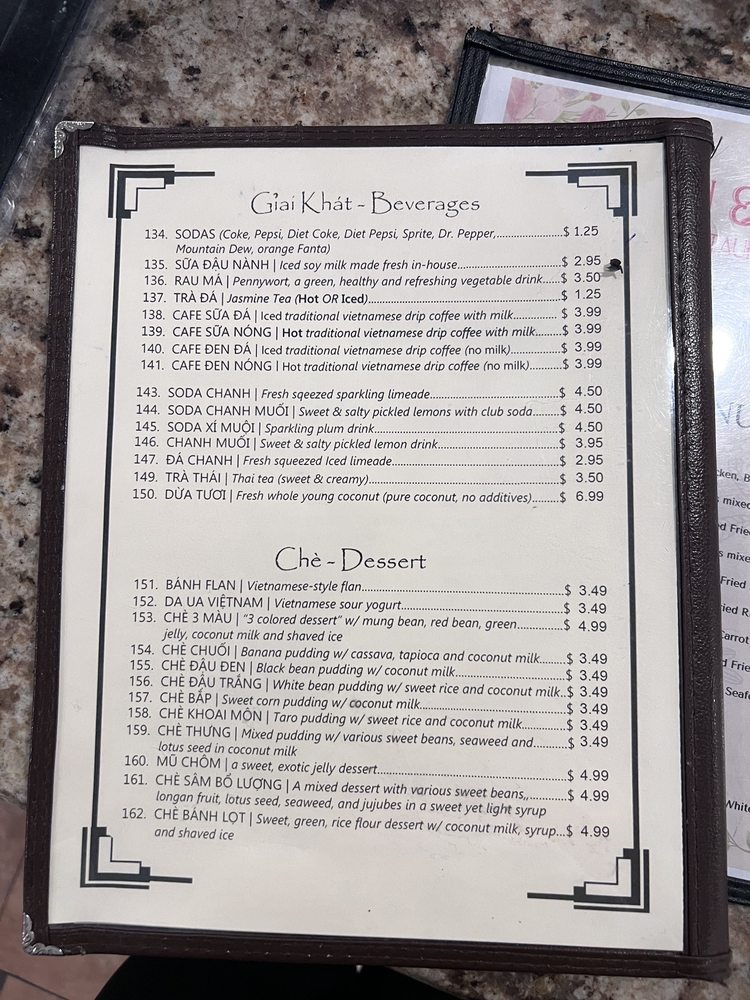 Giải Khát - Beverages
134. SODAS (Coke, Pepsi, Diet Coke, Diet Pepsi, Sprite, Dr. Pepper,................$ 1.25
Mountain Dew, orange Fanta)
135. SỮA ĐẬU NÀNH | Iced soy milk made fresh in-house................$ 2.95
136. RAU MÁ | Pennywort, a green, healthy and refreshing vegetable drink.....$ 3.50
137. TRÀ ĐÁ | Jasmine Tea (Hot OR Iced)................$ 1.25
138. CAFE SỮA ĐÁ | Iced traditional vietnamese drip coffee with milk............$ 3.99
139. CAFE SỮA NÓNG | Hot traditional vietnamese drip coffee with milk.......$ 3.99
140. CAFE ĐEN ĐÁ | Iced traditional vietnamese drip coffee (no milk)............$ 3.99
141. CAFE ĐEN NÓNG | Hot traditional vietnamese drip coffee (no milk).......$ 3.99
143. SODA CHANH | Fresh sqeezed sparkling limeade................$ 4.50
144. SODA CHANH MUỐI | Sweet & salty pickled lemons with club soda.......$ 4.50
145. SODA XÍ MUỘI | Sparkling plum drink................$ 4.50
146. CHANH MUỐI | Sweet & salty pickled lemon drink................$ 3.95
147. ĐÁ CHANH | Fresh squeezed Iced limeade................$ 2.95
149. TRÀ THÁI | Thai tea (sweet & creamy)................$ 3.50
150. DỪA TƯƠI | Fresh whole young coconut (pure coconut, no additives).......$ 6.99
Chè - Dessert
151. BÁNH FLAN | Vietnamese-style flan................$ 3.49
152. DA UA VIỆTNAM | Vietnamese sour yogurt................$ 3.49
153. CHÈ 3 MÀU | "3 colored dessert" w/ mung bean, red bean, green............$ 4.99
jelly, coconut milk and shaved ice
154. CHÈ CHUỐI | Banana pudding w/ cassava, tapioca and coconut milk.......$ 3.49
155. CHÈ ĐẬU ĐEN | Black bean pudding w/ coconut milk................$ 3.49
156. CHÈ ĐẬU TRẮNG | White bean pudding w/ sweet rice and coconut milk..$ 3.49
157. CHÈ BẮP | Sweet corn pudding w/ coconut milk................$ 3.49
158. CHÈ KHOAI MÔN | Taro pudding w/ sweet rice and coconut milk............$ 3.49
159. CHÈ THƯNG | Mixed pudding w/ various sweet beans, seaweed and.......$ 3.49
lotus seed in coconut milk
160. MŨ CHÔM | a sweet, exotic jelly dessert................$ 4.99
161. CHÈ SÂM BỔ LƯỢNG | A mixed dessert with various sweet beans,,.........$ 4.99
longan fruit, lotus seed, seaweed, and jujubes in a sweet yet light syrup
162. CHÈ BÁNH LỌT | Sweet, green, rice flour dessert w/ coconut milk, syrup...$ 4.99
and shaved ice
&
mixed
Fried
mixe
Fried
Fried
White